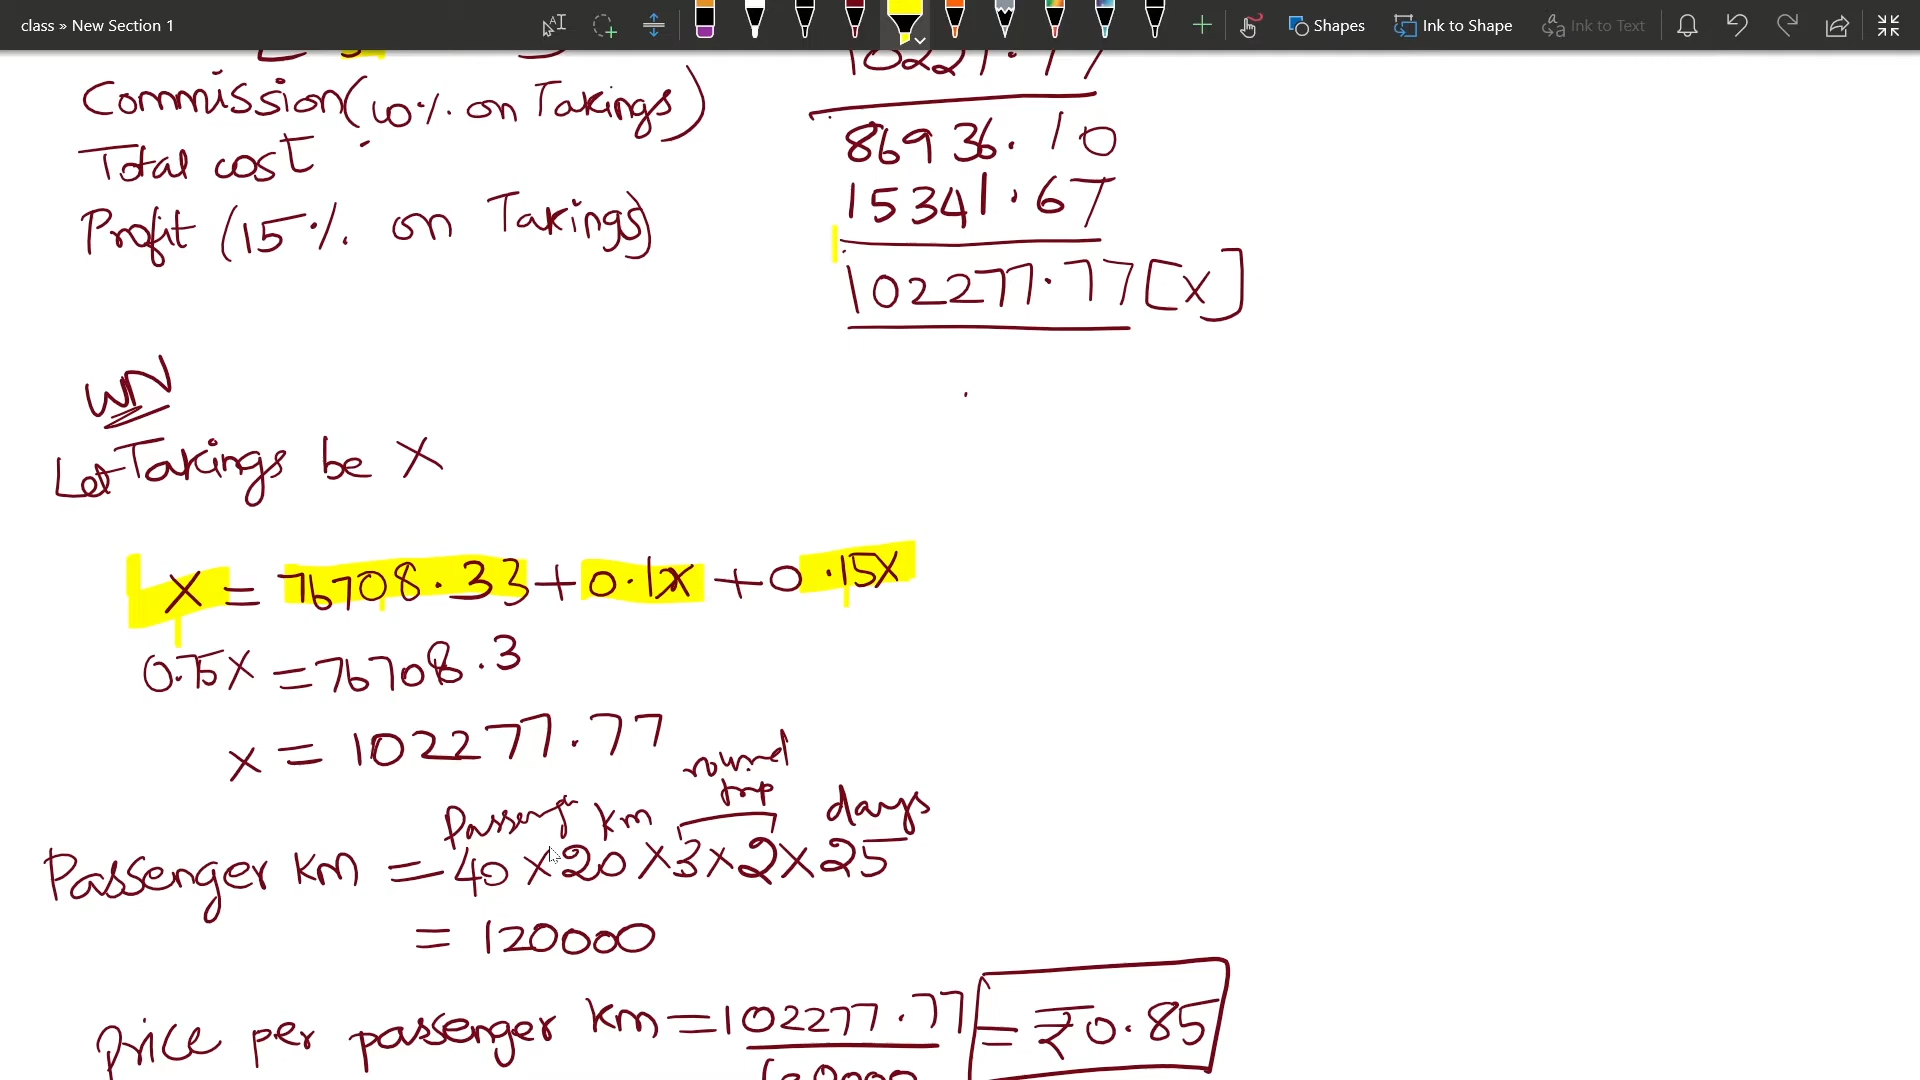 class » New Section 1
Shapes
Ink to Shape
Ink to Text
10227.77
Commission (10% on Takings)
Total cost
86936.10
Profit (15% on Takings)
15341.67
102277.77 [x]
WN
Let Takings be X
X = 76708.33 + 0.1x + 0.15X
0.75X = 76708.3
x = 102277.77
round
trip
Passeng km days
Passenger km = 40 × 20 × 3 × 2 × 25
= 120000
Price per passenger km = 102277.77 = ₹0.85